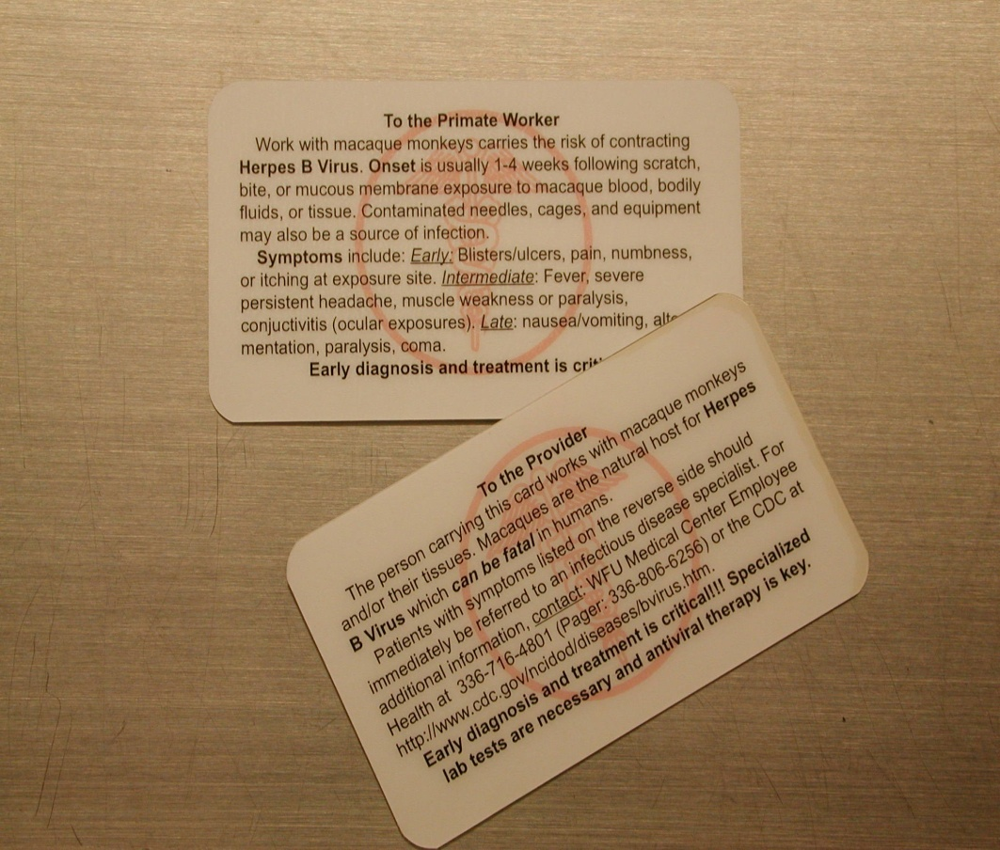 To the Primate Worker
Work with macaque monkeys carries the risk of contracting
Herpes B Virus. Onset is usually 1-4 weeks following scratch,
bite, or mucous membrane exposure to macaque blood, bodily
fluids, or tissue. Contaminated needles, cages, and equipment
may also be a source of infection.
Symptoms include: Early: Blisters/ulcers, pain, numbness,
or itching at exposure site. Intermediate: Fever, severe
persistent headache, muscle weakness or paralysis,
conjuctivitis (ocular exposures). Late: nausea/vomiting,
mentation, paralysis, coma.
Early diagnosis and treatment is
To the Provider
The person carrying this card works with macaque monkeys
and/or their tissues. Macaques are the natural host for Herpes
B Virus which can be fatal in humans.
Patients with symptoms listed on the reverse side should
immediately be referred to an infectious disease specialist. For
additional information, contact: WFU Medical Center Employee
Health at 336-716-4801 (Pager: 336-806-6256) or the CDC at
http://www.cdc.gov/ncidod/diseases/bvirus.htm.
Early diagnosis and treatment is critical!!! Specialized
lab tests are necessary and antiviral therapy is key.